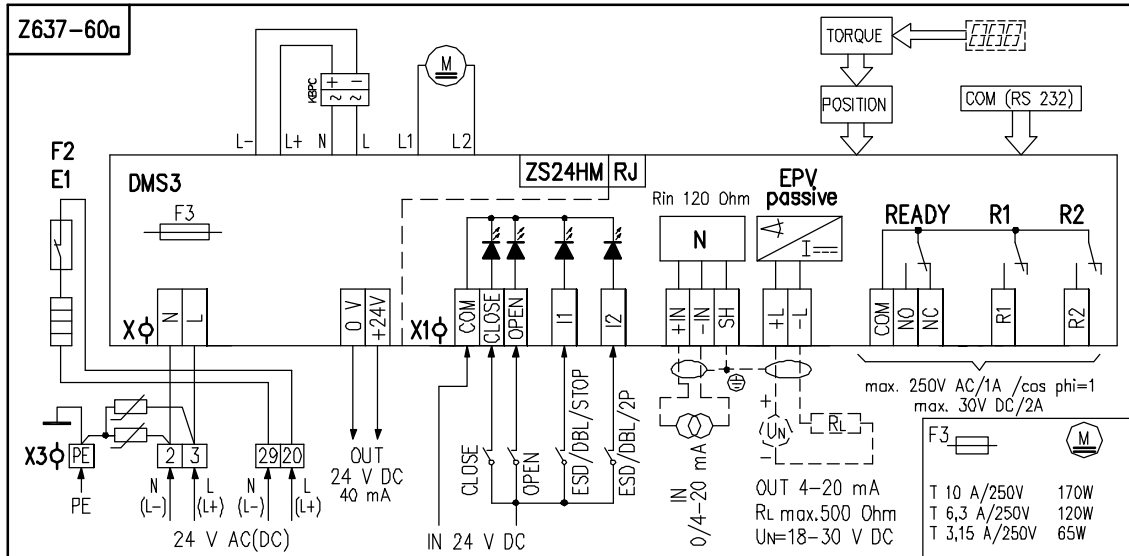 Z637-60a
TORQUE
POSITION
COM (RS 232)
KBPC
+ –
~ ~
M
L- L+ N L L1 L2
F2
E1
DMS3
F3
ZS24HM RJ
Rin 120 Ohm
N
EPV
passive
I
READY R1 R2
X
N
L
0 V
+24V
X1
COM
CLOSE
OPEN
I1
I2
+IN
-IN
SH
+L
-L
COM
NO
NC
R1
R2
max. 250V AC/1A /cos phi=1
max. 30V DC/2A
X3
PE
2 3
29 20
PE
N
(L-)
L
(L+)
N
(L-)
L
(L+)
24 V AC(DC)
OUT
24 V DC
40 mA
CLOSE
OPEN
ESD/DBL/STOP
ESD/DBL/2P
IN 24 V DC
IN
0/4-20 mA
+
UN
–
RL
OUT 4-20 mA
RL max.500 Ohm
UN=18-30 V DC
F3
M
T 10 A/250V 170W
T 6,3 A/250V 120W
T 3,15 A/250V 65W